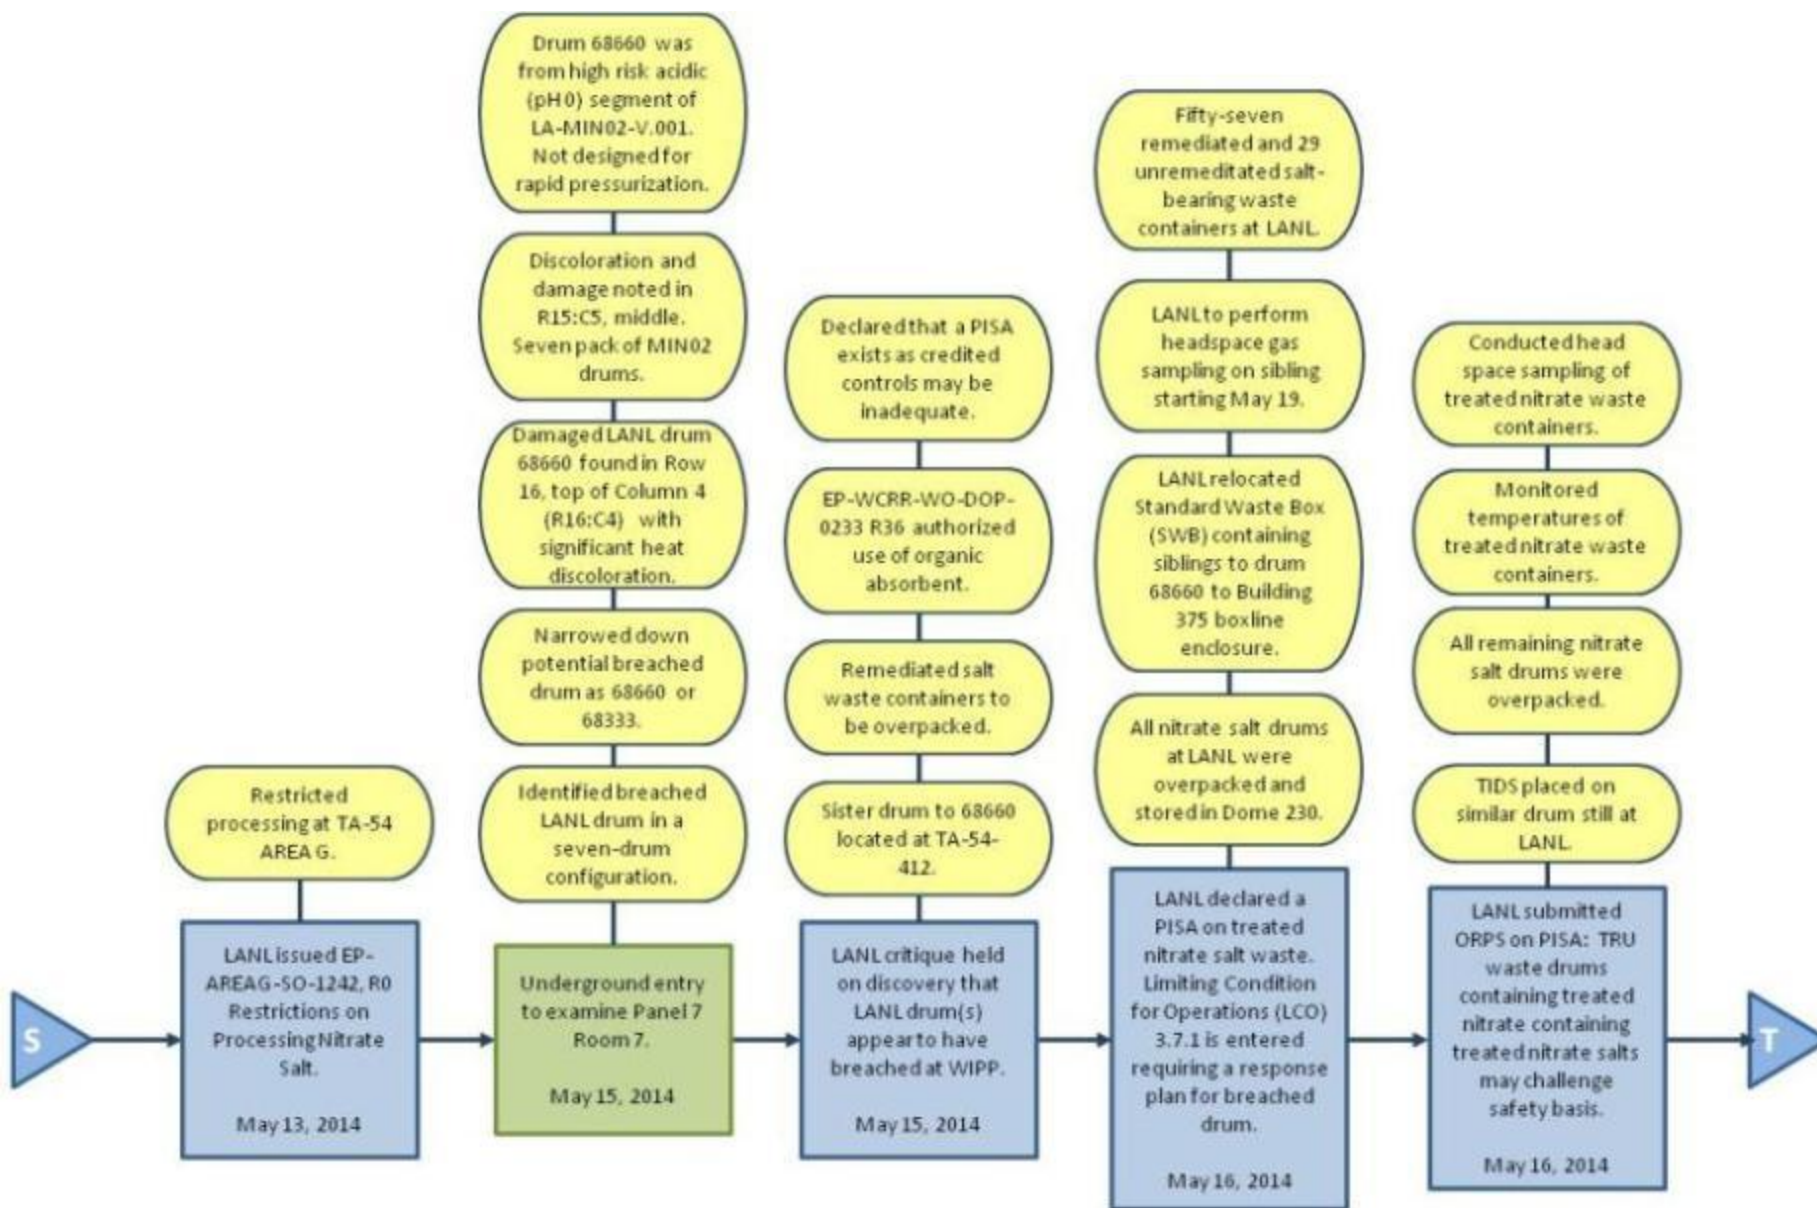 S
Restricted
processing at TA-54
AREA G.
LANL issued EP-
AREAG-SO-1242, R0
Restrictions on
Processing Nitrate
Salt.
May 13, 2014
Drum 68660 was
from high risk acidic
(pH0) segment of
LA-MIN02-V.001.
Not designed for
rapid pressurization.
Discoloration and
damage noted in
R15:C5, middle.
Seven pack of MIN02
drums.
Damaged LANL drum
68660 found in Row
16, top of Column 4
(R16:C4) with
significant heat
discoloration.
Narrowed down
potential breached
drum as 68660 or
68333.
Identified breached
LANL drum in a
seven-drum
configuration.
Underground entry
to examine Panel 7
Room 7.
May 15, 2014
Declared that a PISA
exists as credited
controls may be
inadequate.
EP-WCRR-WO-DOP-
0233 R36 authorized
use of organic
absorbent.
Remediated salt
waste containers to
be overpacked.
Sister drum to 68660
located at TA-54-
412.
LANL critique held
on discovery that
LANL drum(s)
appear to have
breached at WIPP.
May 15, 2014
Fifty-seven
remediated and 29
unremeditated salt-
bearing waste
containers at LANL.
LANL to perform
headspace gas
sampling on sibling
starting May 19.
LANL relocated
Standard Waste Box
(SWB) containing
siblings to drum
68660 to Building
375 boxline
enclosure.
All nitrate salt drums
at LANL were
overpacked and
stored in Dome 230.
LANL declared a
PISA on treated
nitrate salt waste.
Limiting Condition
for Operations (LCO)
3.7.1 is entered
requiring a response
plan for breached
drum.
May 16, 2014
Conducted head
space sampling of
treated nitrate waste
containers.
Monitored
temperatures of
treated nitrate waste
containers.
All remaining nitrate
salt drums were
overpacked.
TIDS placed on
similar drum still at
LANL.
LANL submitted
ORPS on PISA: TRU
waste drums
containing treated
nitrate containing
treated nitrate salts
may challenge
safety basis.
May 16, 2014
T